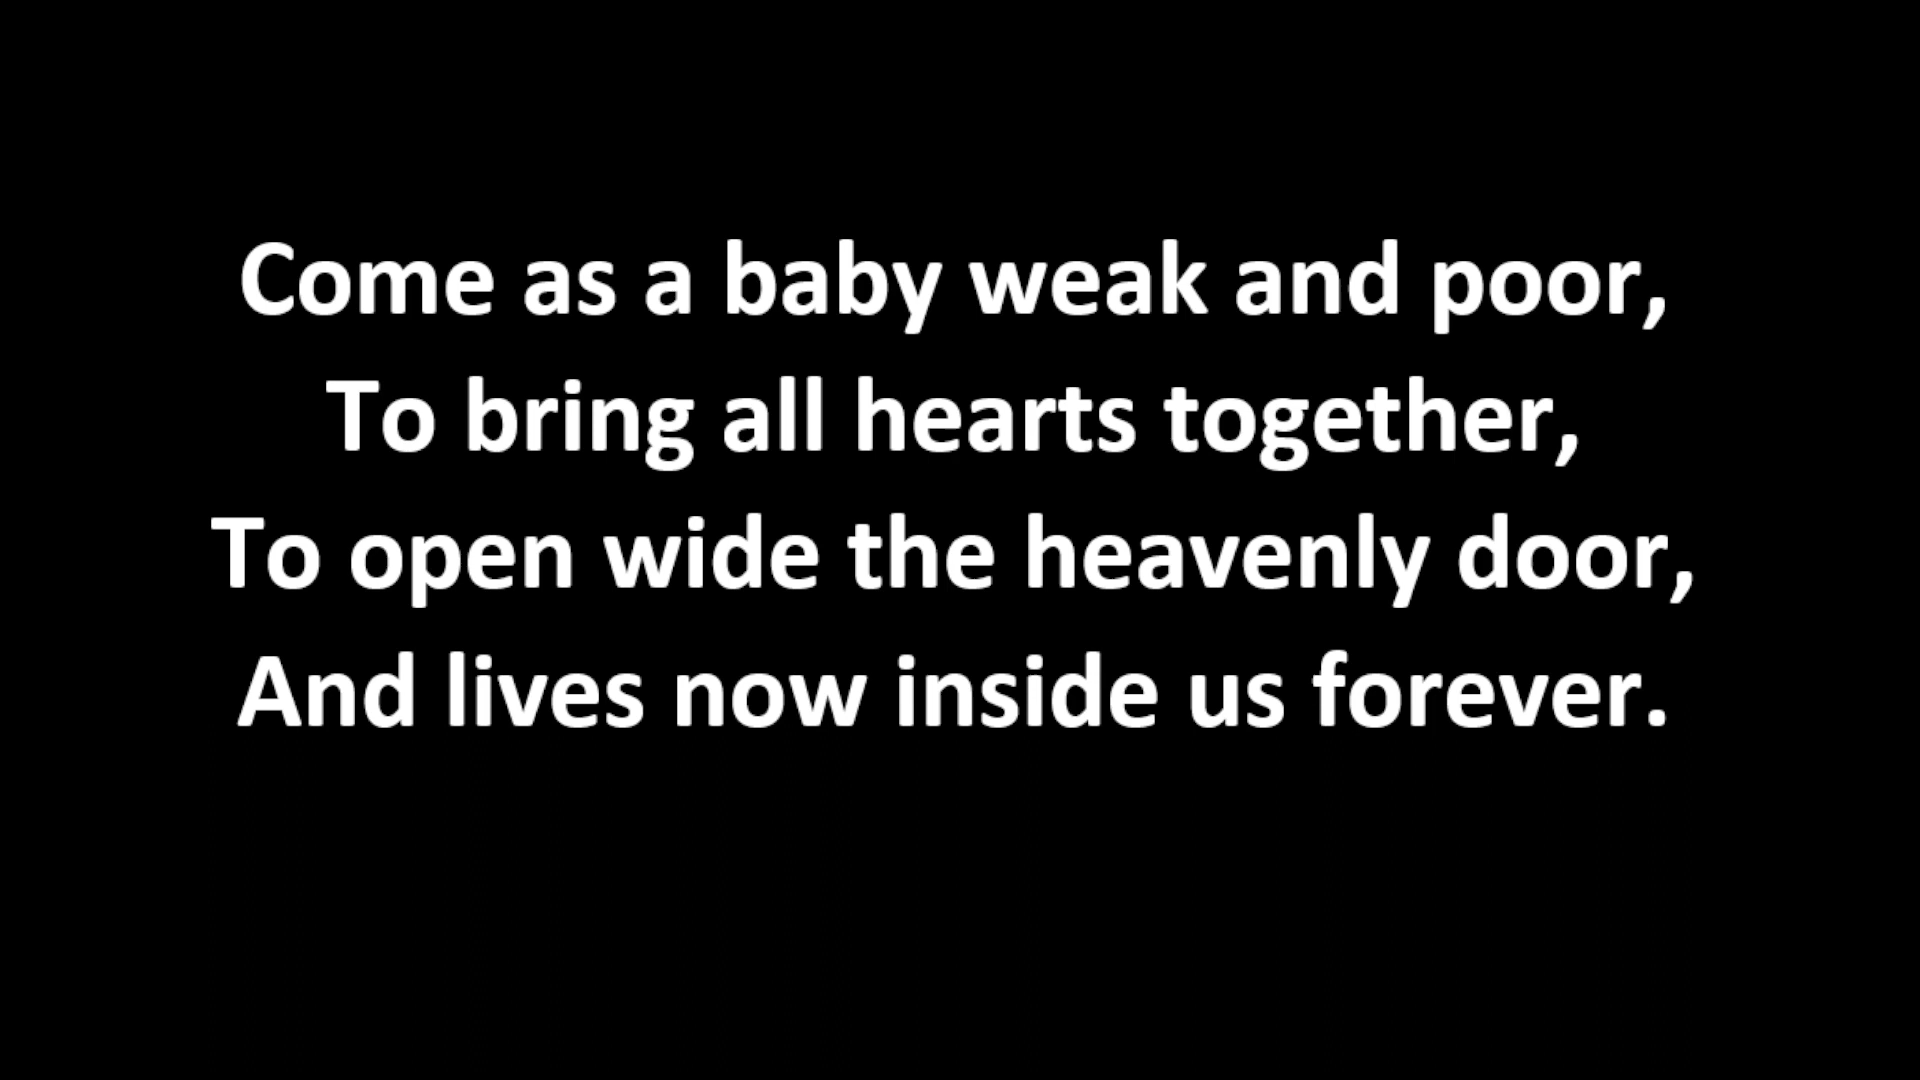 Come as a baby weak and poor,
To bring all hearts together,
To open wide the heavenly door,
And lives now inside us forever.